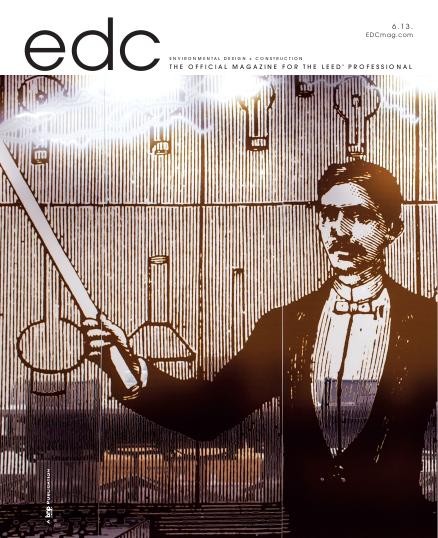 edc
6.13.
EDCmag.com
ENVIRONMENTAL DESIGN + CONSTRUCTION
THE OFFICIAL MAGAZINE FOR THE LEED® PROFESSIONAL
A bnp PUBLICATION